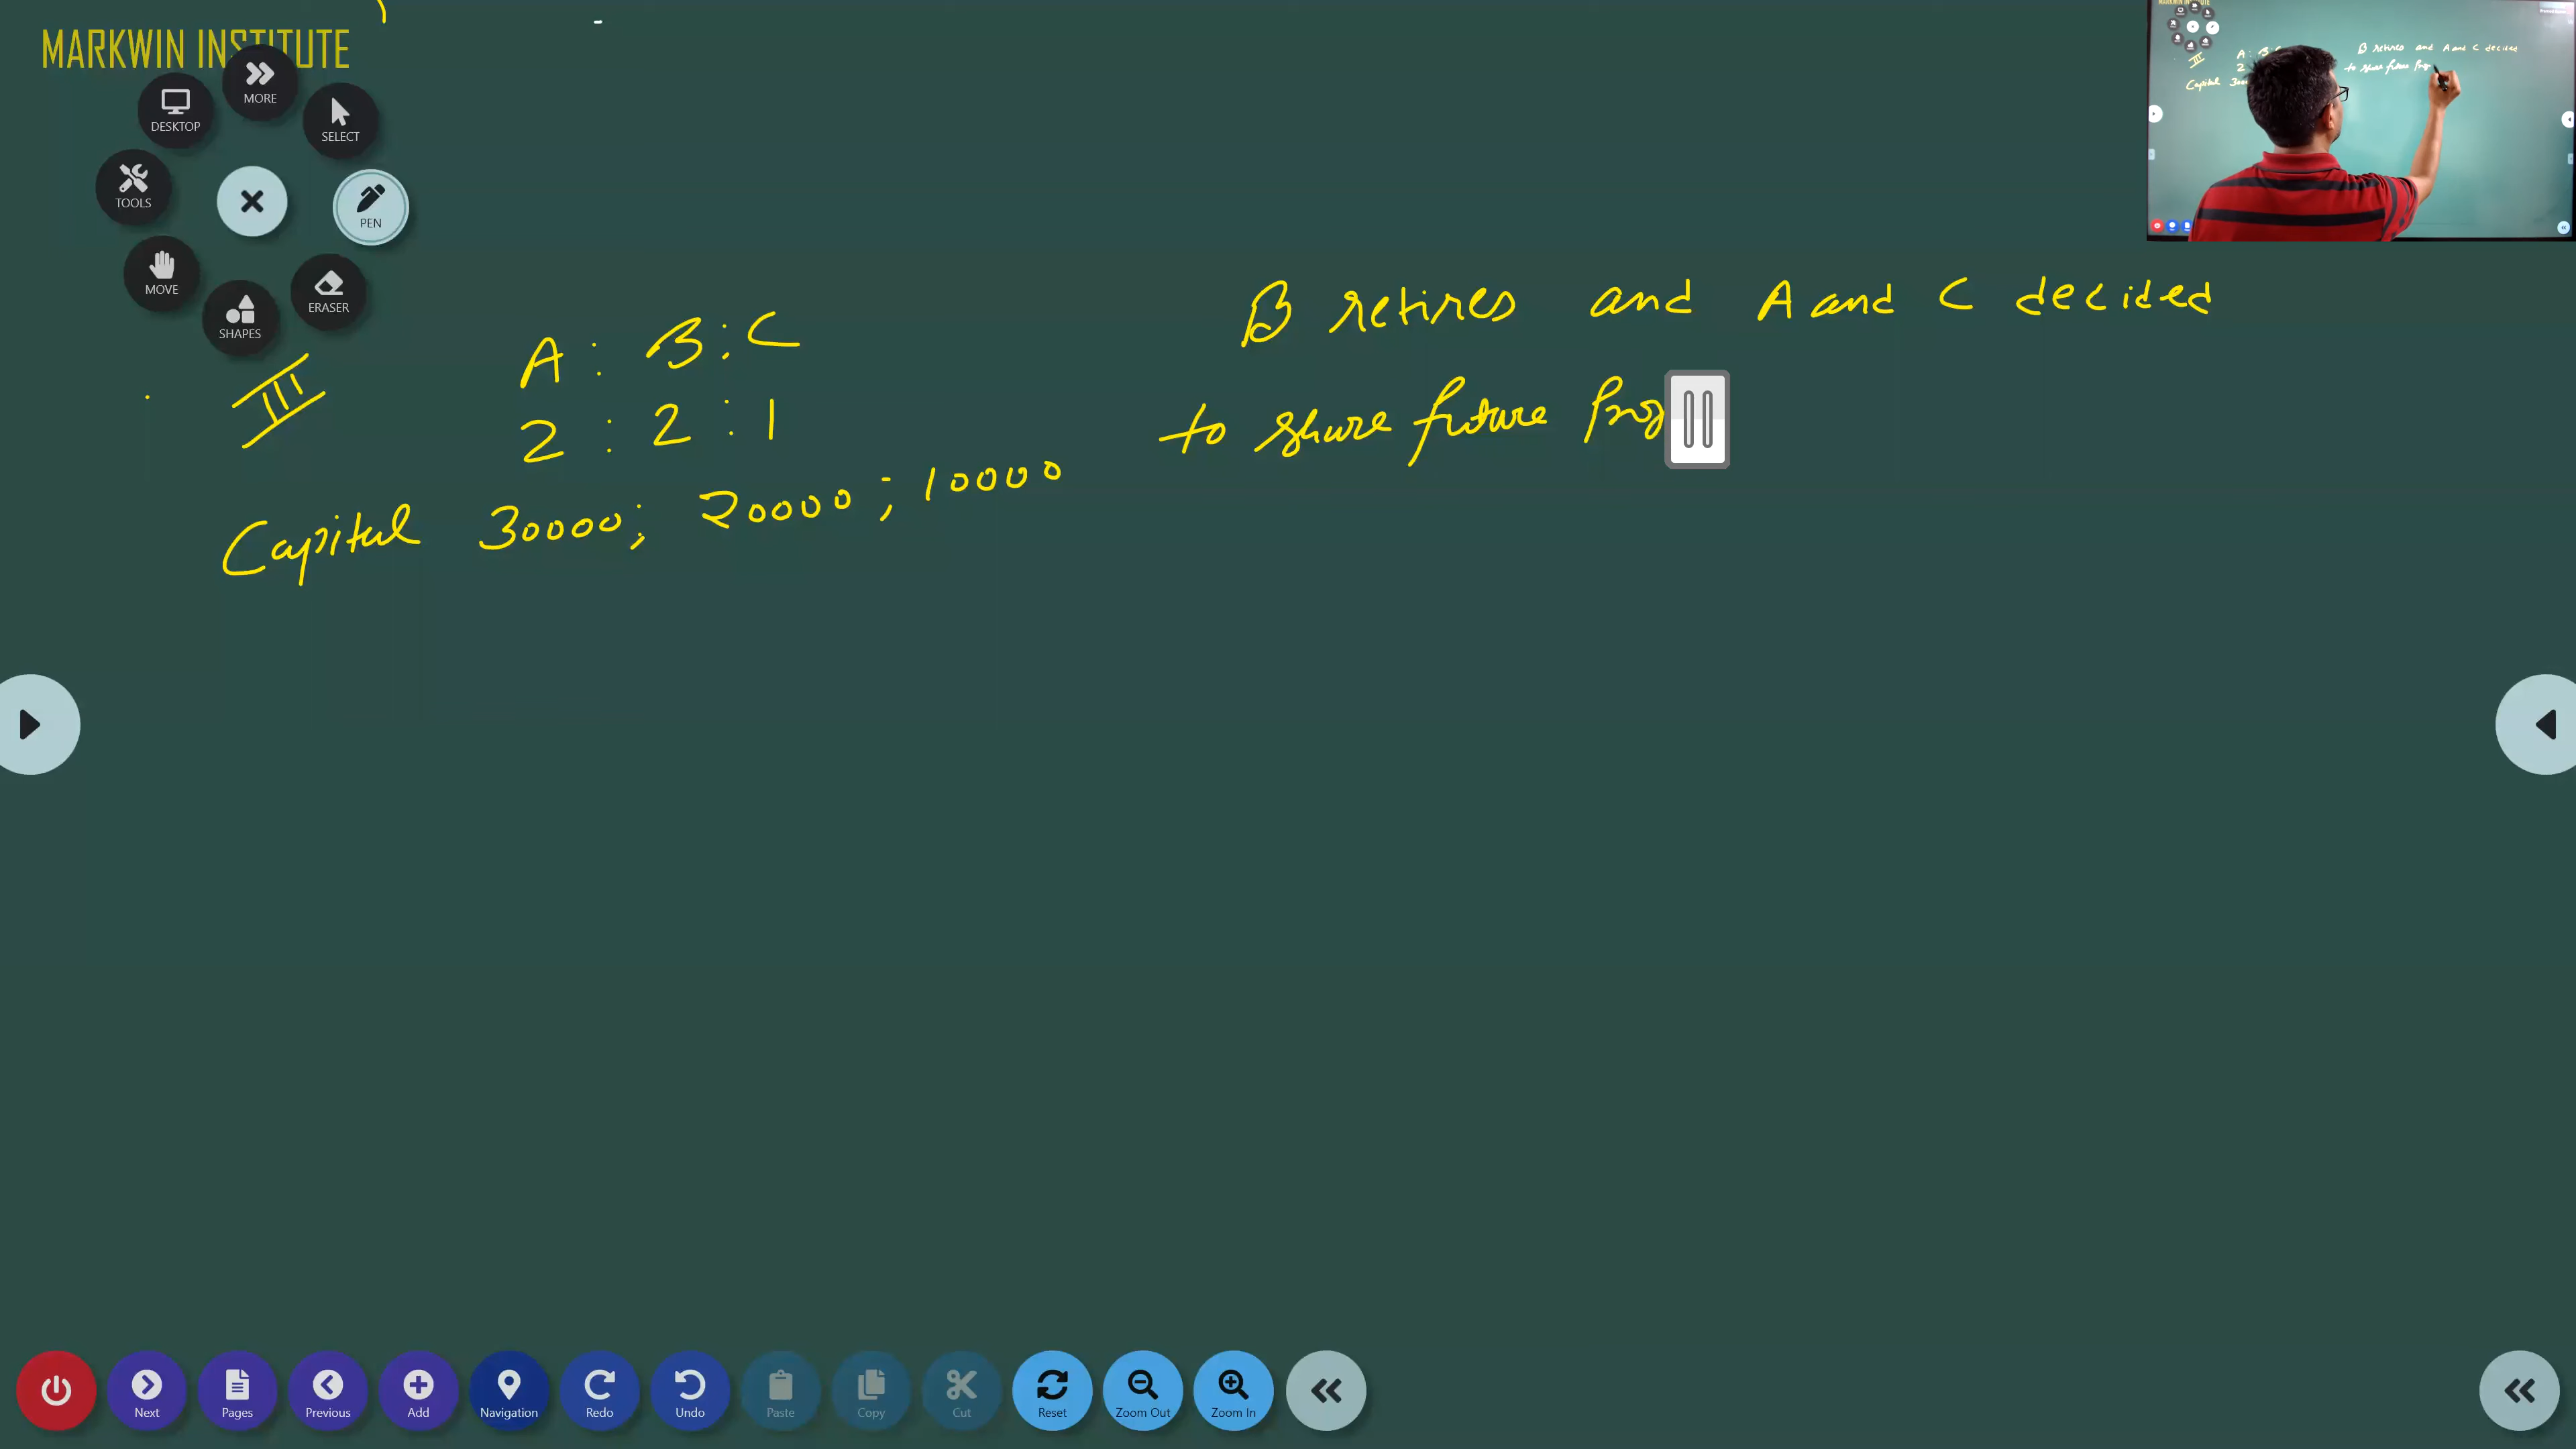 MARKWIN INSTITUTE
MORE
DESKTOP
SELECT
TOOLS
PEN
MOVE
ERASER
SHAPES
III
A : B : C
2 : 2 : 1
Capital 30000; 20000; 10000
B retires and A and C decided
to share future Prof
Next
Pages
Previous
Add
Navigation
Redo
Undo
Paste
Copy
Cut
Reset
Zoom Out
Zoom In